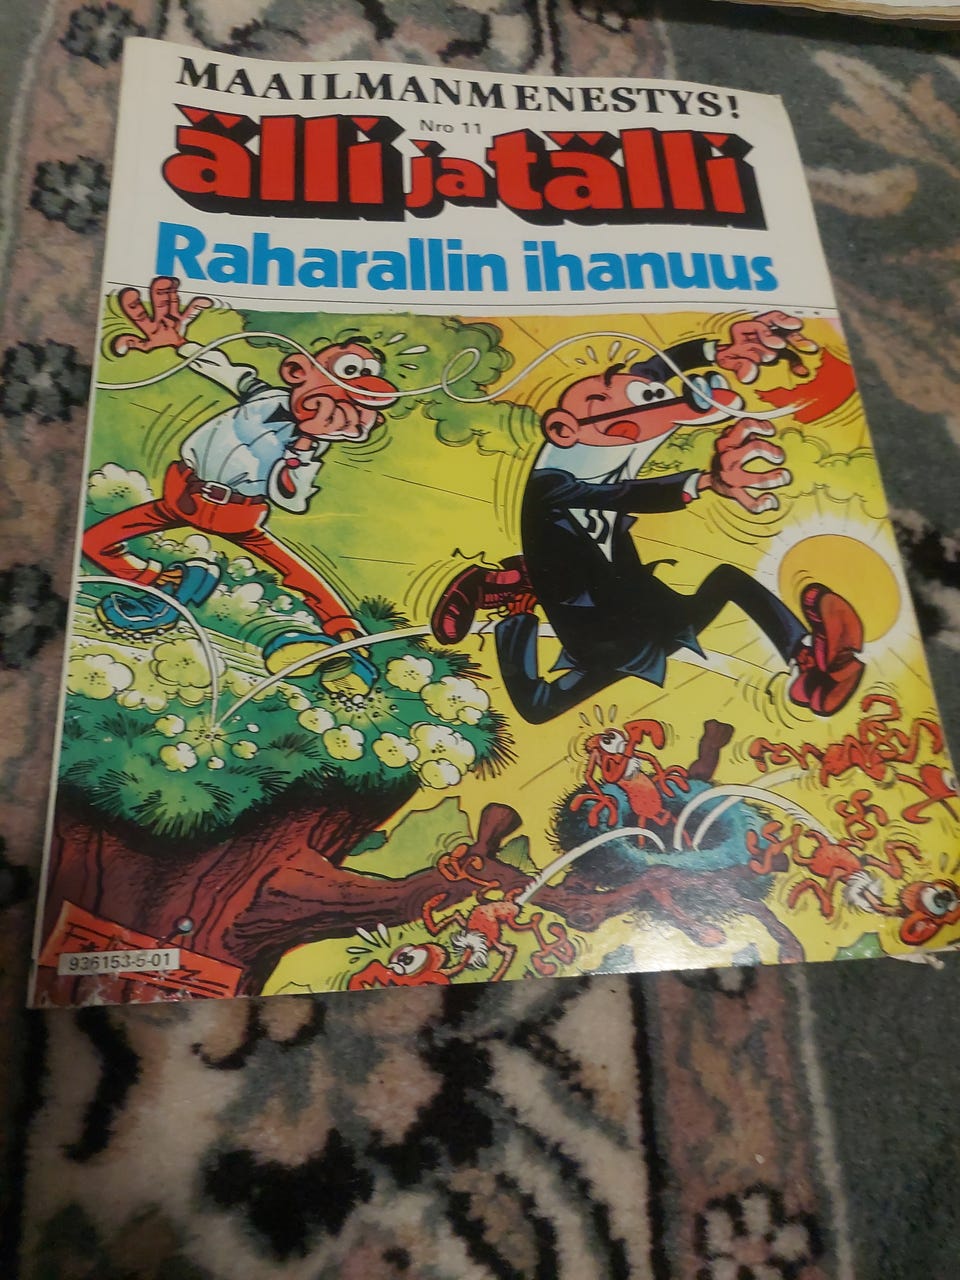 MAAILMANMENESTYS!
Nro 11
älli ja tälli
Raharallin ihanuus
936153-5-01